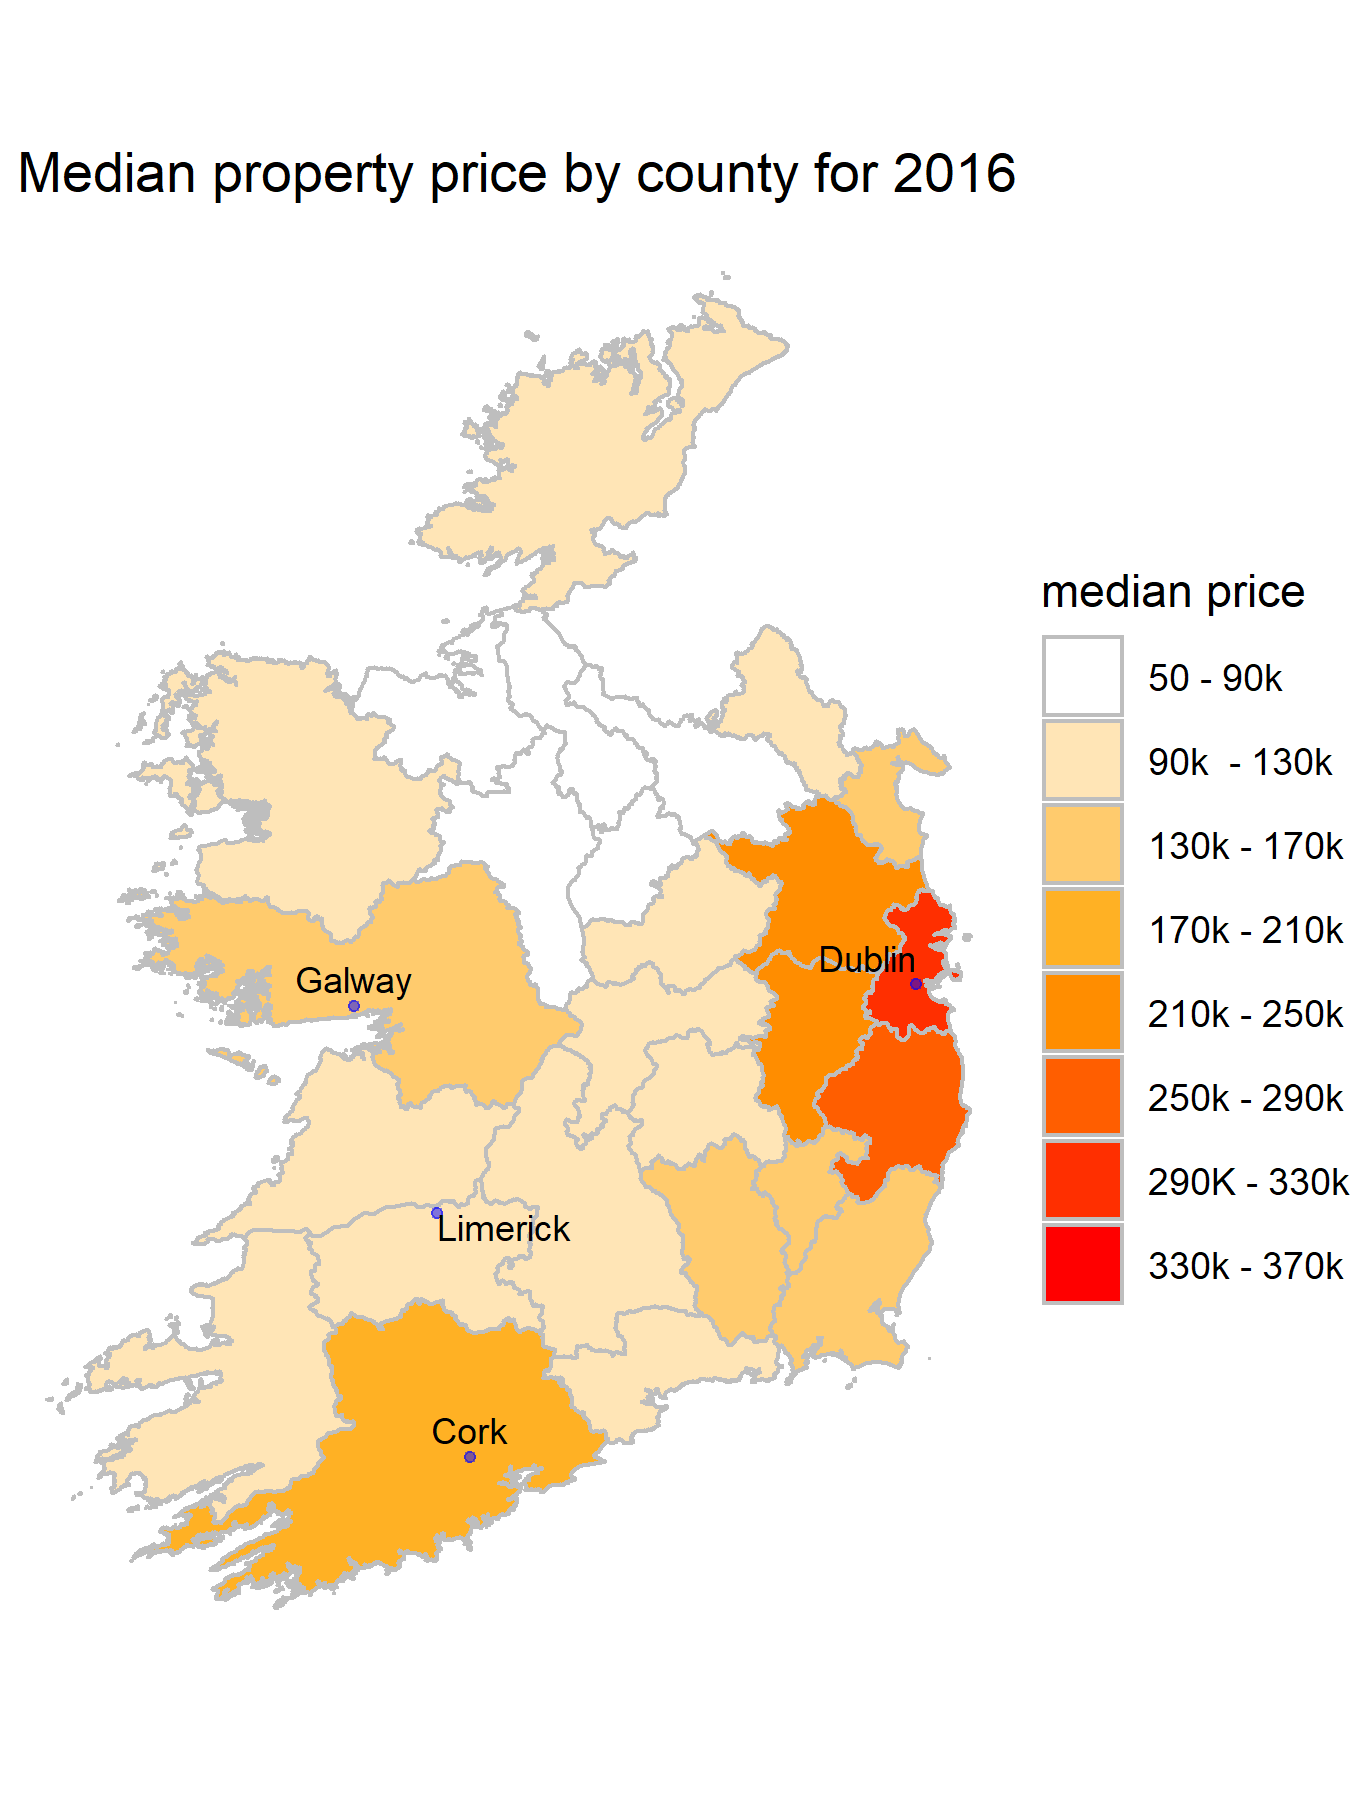 Median property price by county for 2016
median price
50 - 90k
90k  - 130k
130k - 170k
170k - 210k
210k - 250k
250k - 290k
290K - 330k
330k - 370k
Dublin
Galway
Limerick
Cork